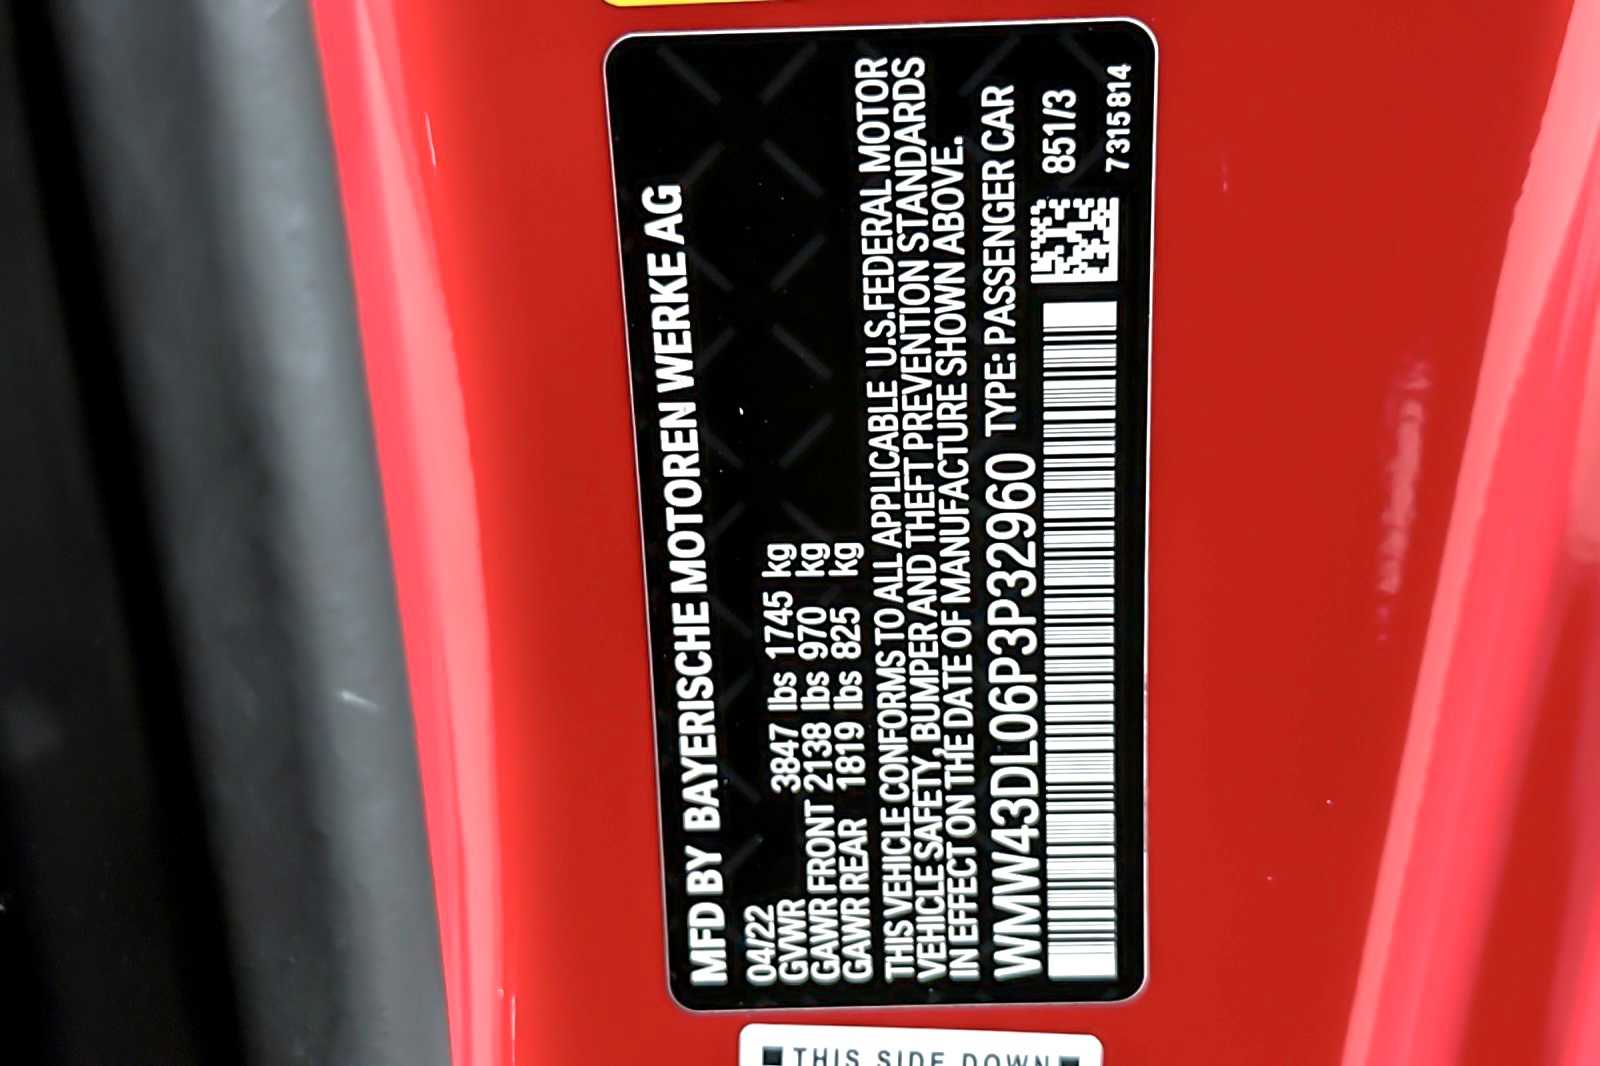 MFD BY BAYERISCHE MOTOREN WERKE AG
04/22
GVWR 3847 lbs 1745 kg
GAWR FRONT 2138 lbs 970 kg
GAWR REAR 1819 lbs 825 kg
THIS VEHICLE CONFORMS TO ALL APPLICABLE U.S.FEDERAL MOTOR
VEHICLE SAFETY, BUMPER AND THEFT PREVENTION STANDARDS
IN EFFECT ON THE DATE OF MANUFACTURE SHOWN ABOVE.
WMW43DL06P3P32960 TYPE: PASSENGER CAR
851/3
7315814
THIS SIDE DOWN